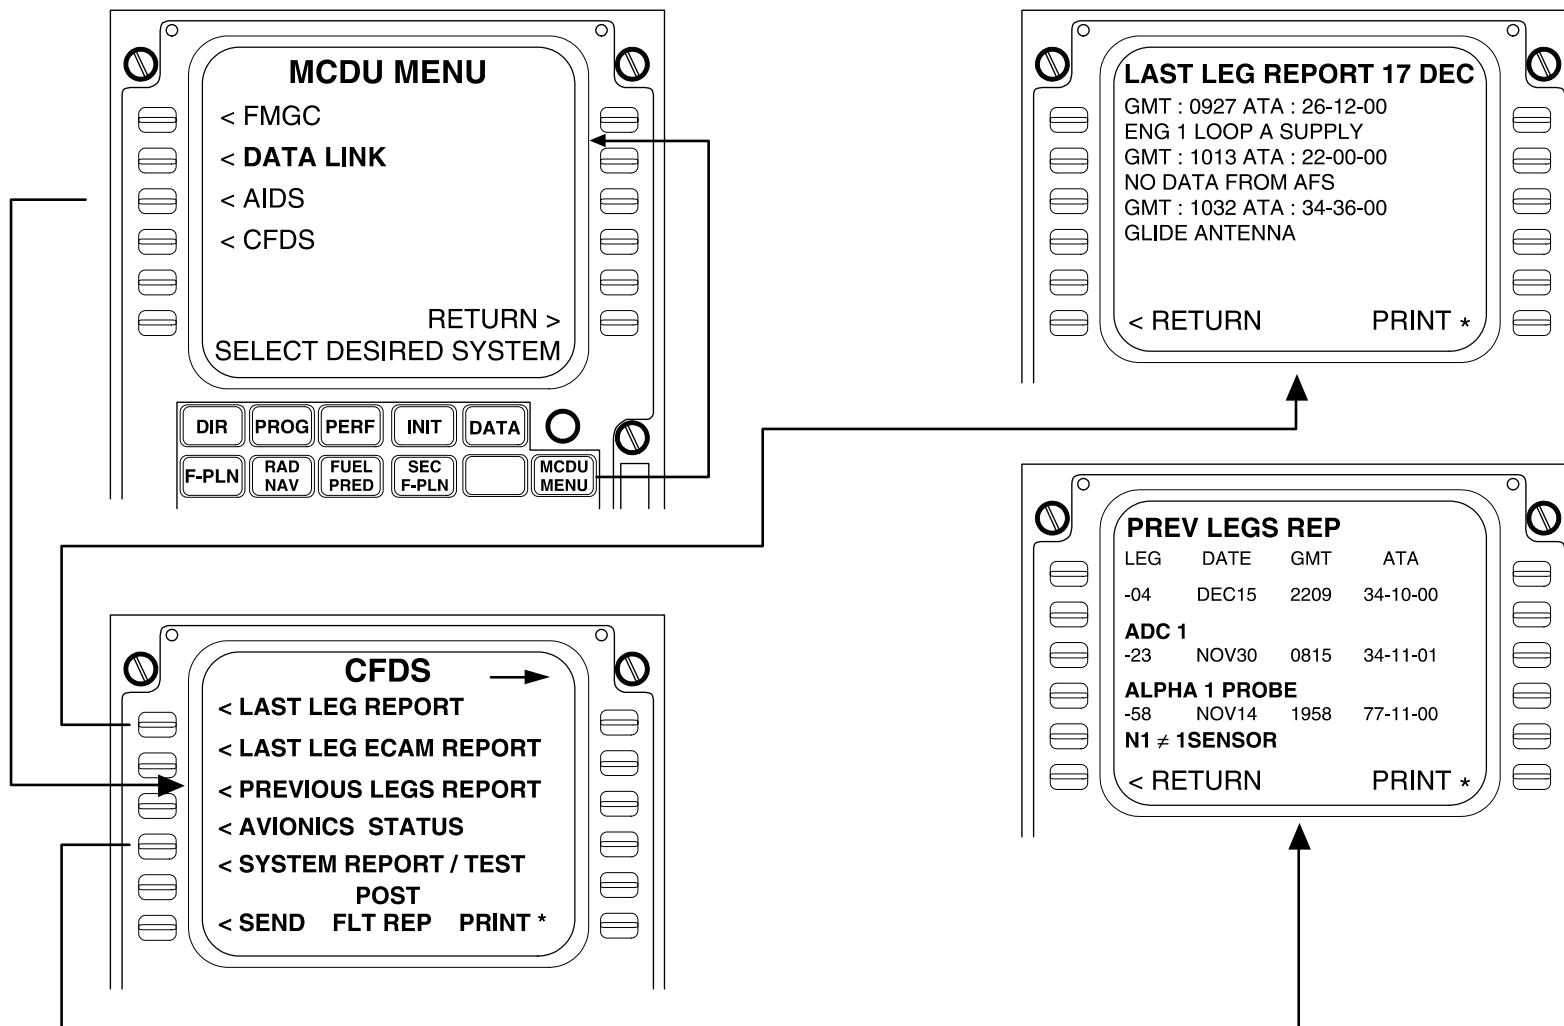 MCDU MENU
< FMGC
< DATA LINK
< AIDS
< CFDS
RETURN >
SELECT DESIRED SYSTEM
DIR PROG PERF INIT DATA
F-PLN RAD NAV FUEL PRED SEC F-PLN MCDU MENU
CFDS
< LAST LEG REPORT
< LAST LEG ECAM REPORT
< PREVIOUS LEGS REPORT
< AVIONICS STATUS
< SYSTEM REPORT / TEST
POST
< SEND FLT REP PRINT *
LAST LEG REPORT 17 DEC
GMT : 0927 ATA : 26-12-00
ENG 1 LOOP A SUPPLY
GMT : 1013 ATA : 22-00-00
NO DATA FROM AFS
GMT : 1032 ATA : 34-36-00
GLIDE ANTENNA
< RETURN PRINT *
PREV LEGS REP
LEG DATE GMT ATA
-04 DEC15 2209 34-10-00
ADC 1
-23 NOV30 0815 34-11-01
ALPHA 1 PROBE
-58 NOV14 1958 77-11-00
N1 ≠ 1SENSOR
< RETURN PRINT *